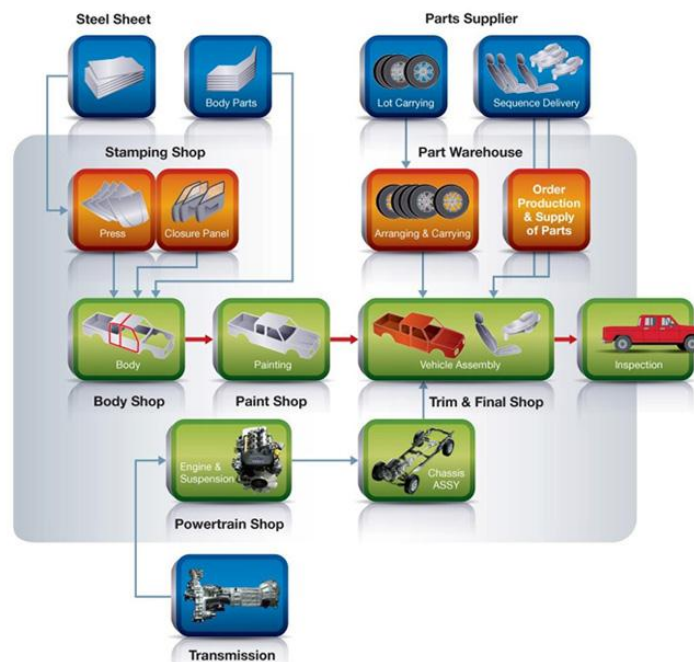 Steel Sheet
Parts Supplier
Body Parts
Lot Carrying
Sequence Delivery
Stamping Shop
Part Warehouse
Press
Closure Panel
Arranging & Carrying
Order
Production
& Supply
of Parts
Body
Painting
Vehicle Assembly
Inspection
Body Shop
Paint Shop
Trim & Final Shop
Engine &
Suspension
Chassis
ASSY
Powertrain Shop
Transmission